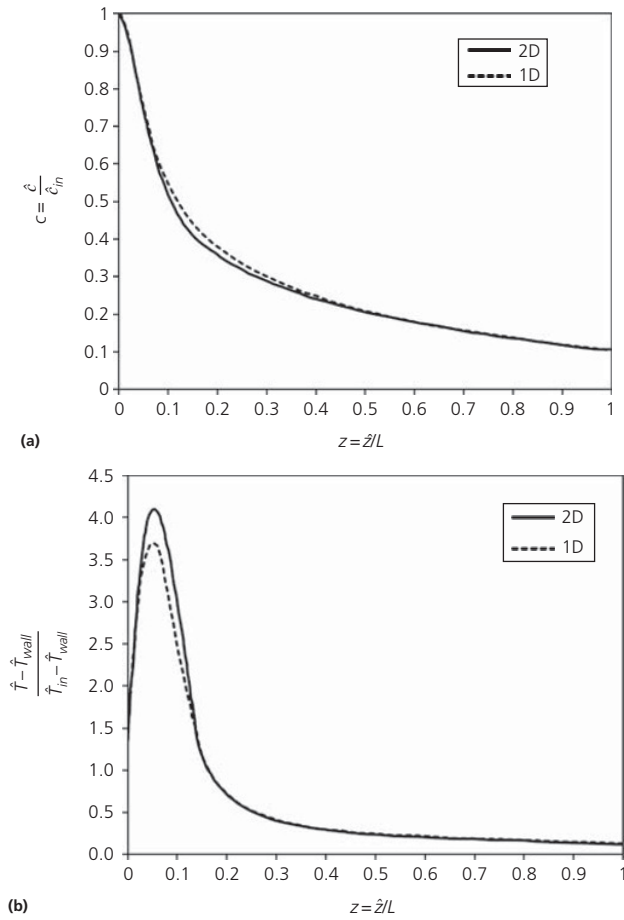 1
0.9
2D
0.8
1D
0.7
0.6
c = ĉ / ĉ_in
0.5
0.4
0.3
0.2
0.1
0
0 0.1 0.2 0.3 0.4 0.5 0.6 0.7 0.8 0.9 1
(a)
z = ẑ/L
4.5
2D
4.0
1D
3.5
3.0
T̂ – T̂_wall / T̂_in – T̂_wall
2.5
2.0
1.5
1.0
0.5
0.0
0 0.1 0.2 0.3 0.4 0.5 0.6 0.7 0.8 0.9 1
(b)
z = ẑ/L